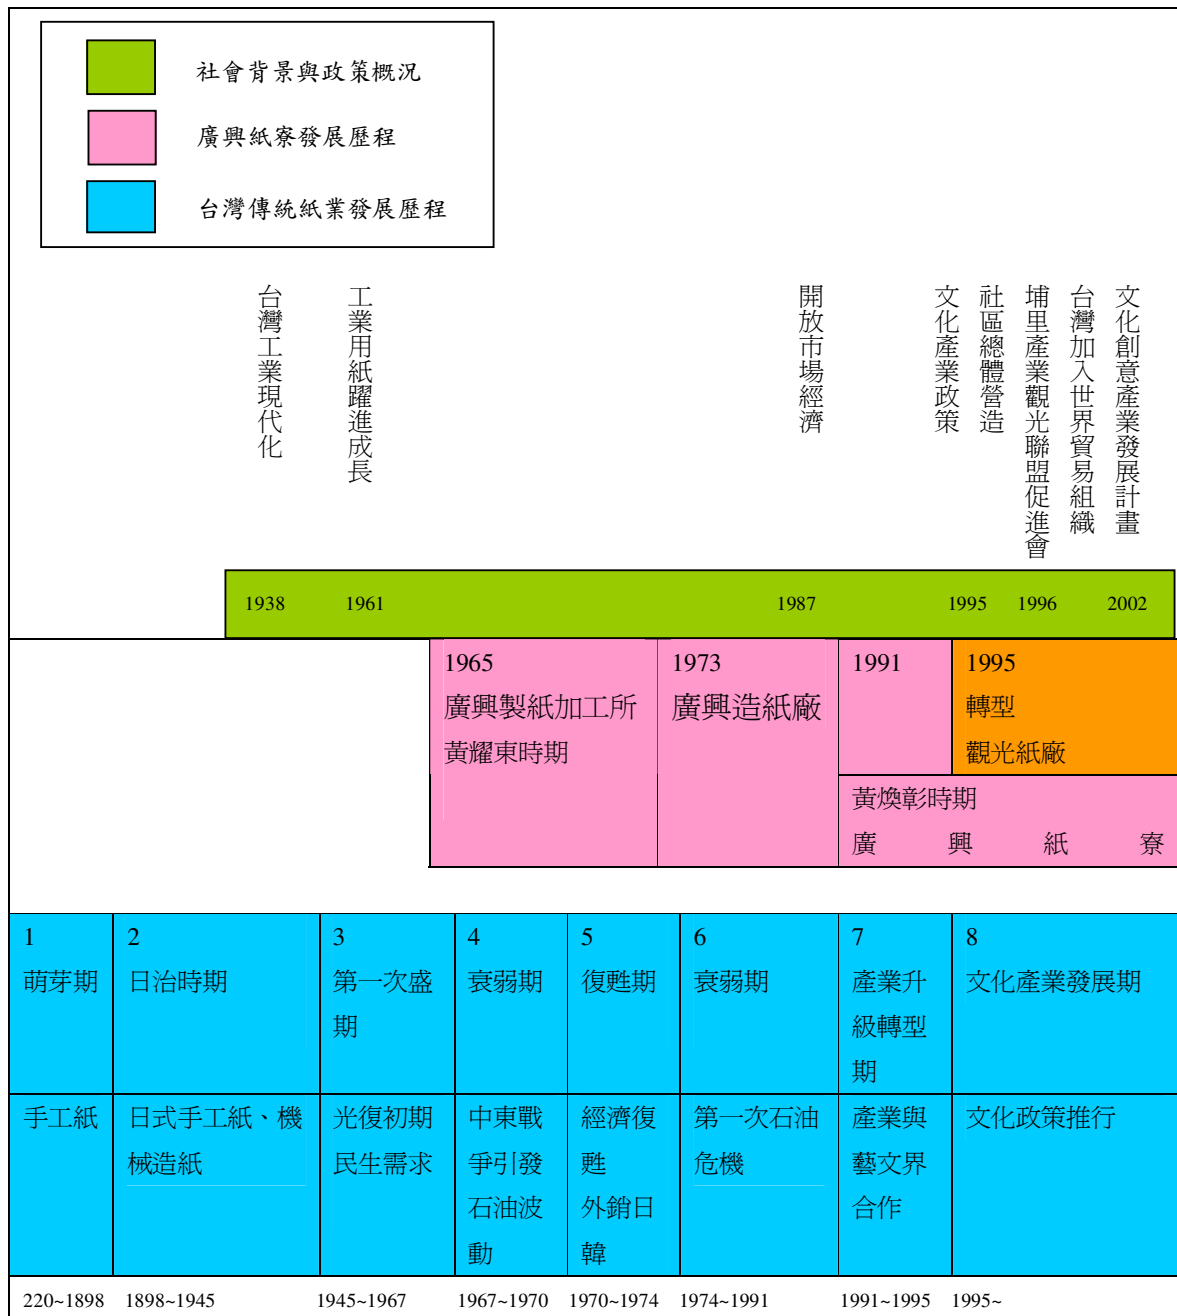 社會背景與政策概況
廣興紙寮發展歷程
台灣傳統紙業發展歷程
台灣工業現代化
工業用紙躍進成長
開放市場經濟
文化產業政策
社區總體營造
埔里產業觀光聯盟促進會
台灣加入世界貿易組織
文化創意產業發展計畫
1938 1961 1987 1995 1996 2002
1965
廣興製紙加工所
黃耀東時期
1973
廣興造紙廠
1991
1995
轉型
觀光紙廠
黃煥彰時期
廣興紙寮
1
萌芽期
2
日治時期
3
第一次盛
期
4
衰弱期
5
復甦期
6
衰弱期
7
產業升
級轉型
期
8
文化產業發展期
手工紙
日式手工紙、機
械造紙
光復初期
民生需求
中東戰
爭引發
石油波
動
經濟復
甦
外銷日
韓
第一次石油
危機
產業與
藝文界
合作
文化政策推行
220~1898 1898~1945 1945~1967 1967~1970 1970~1974 1974~1991 1991~1995 1995~